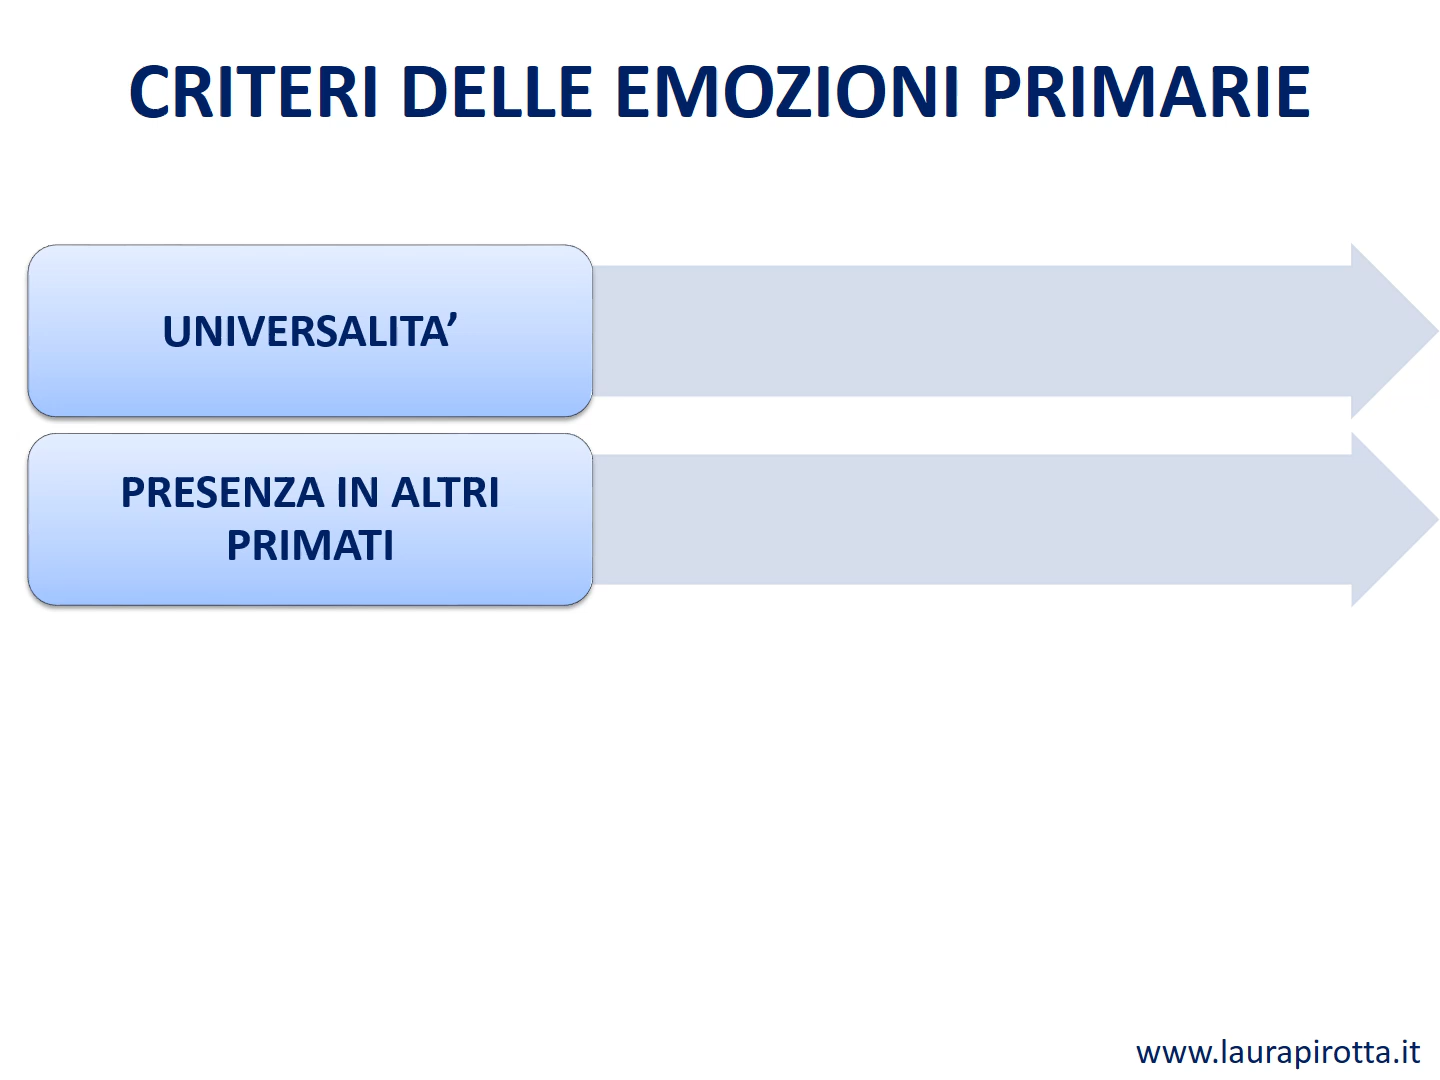 CRITERI DELLE EMOZIONI PRIMARIE
UNIVERSALITA’
PRESENZA IN ALTRI
PRIMATI
www.laurapirotta.it